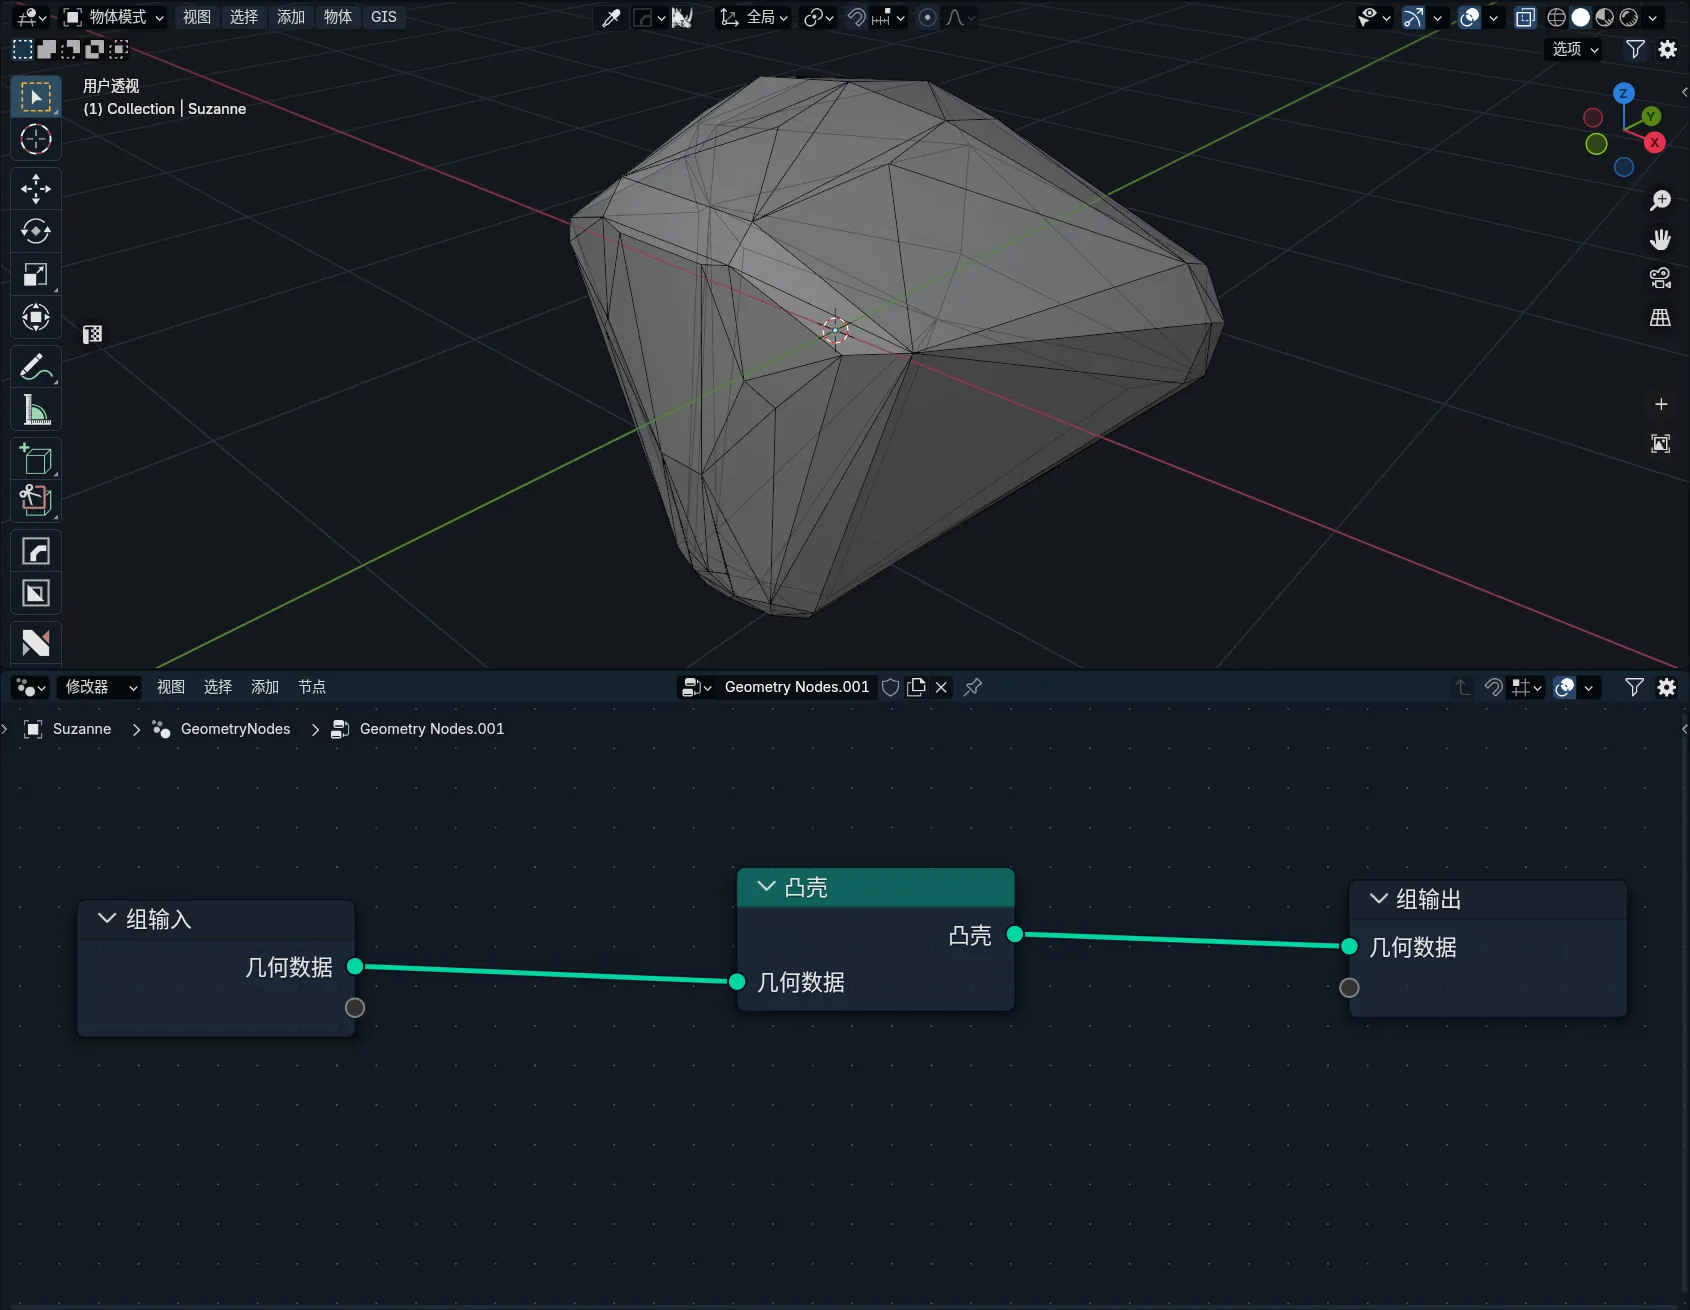 物体模式 视图 选择 添加 物体 GIS 全局
选项
用户透视
(1) Collection | Suzanne
Z
Y
X
修改器 视图 选择 添加 节点 Geometry Nodes.001
Suzanne GeometryNodes Geometry Nodes.001
组输入
几何数据
凸壳
凸壳
几何数据
组输出
几何数据